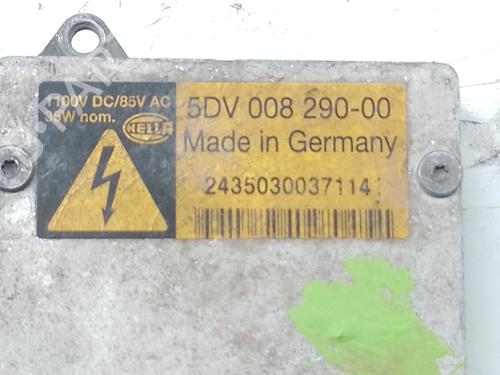 1100V DC/85V AC
35W nom.
HELLA
5DV 008 290-00
Made in Germany
2435030037114